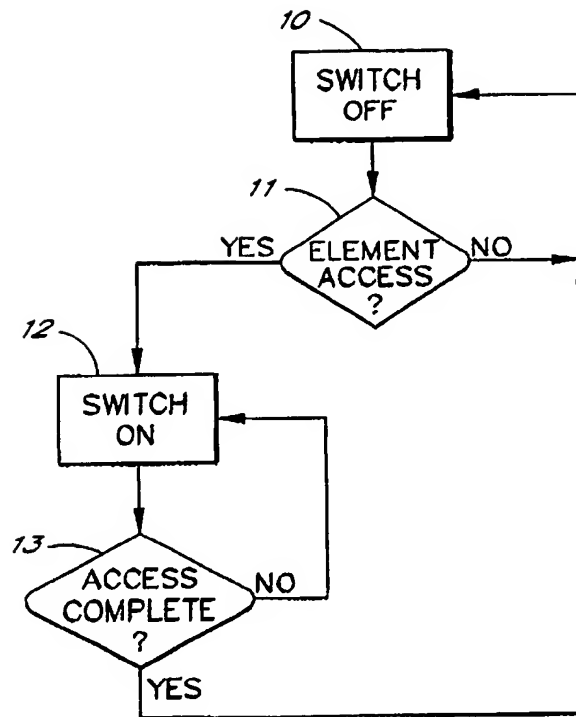 10
SWITCH
OFF
11
YES
ELEMENT
ACCESS
?
NO
12
SWITCH
ON
13
ACCESS
COMPLETE
?
NO
YES